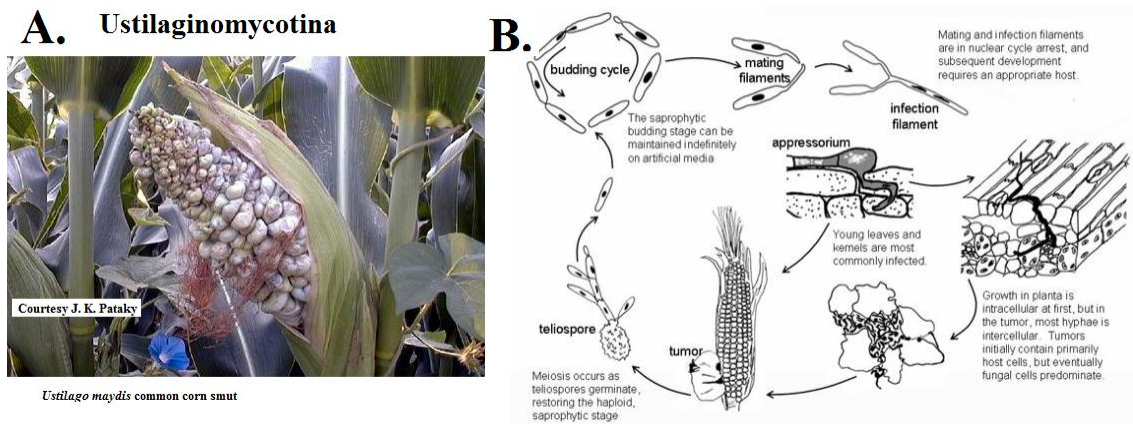 A.
Ustilaginomycotina
Courtesy J. K. Pataky
Ustilago maydis common corn smut
B.
budding cycle
mating
filaments
Mating and infection filaments
are in nuclear cycle arrest, and
subsequent development
requires an appropriate host.
infection
filament
The saprophytic
budding stage can be
maintained indefinitely
on artificial media
appressorium
Young leaves and
kernels are most
commonly infected.
Growth in planta is
intracellular at first, but in
the tumor, most hyphae is
intercellular. Tumors
initially contain primarily
host cells, but eventually
fungal cells predominate.
teliospore
tumor
Meiosis occurs as
teliospores germinate,
restoring the haploid,
saprophytic stage